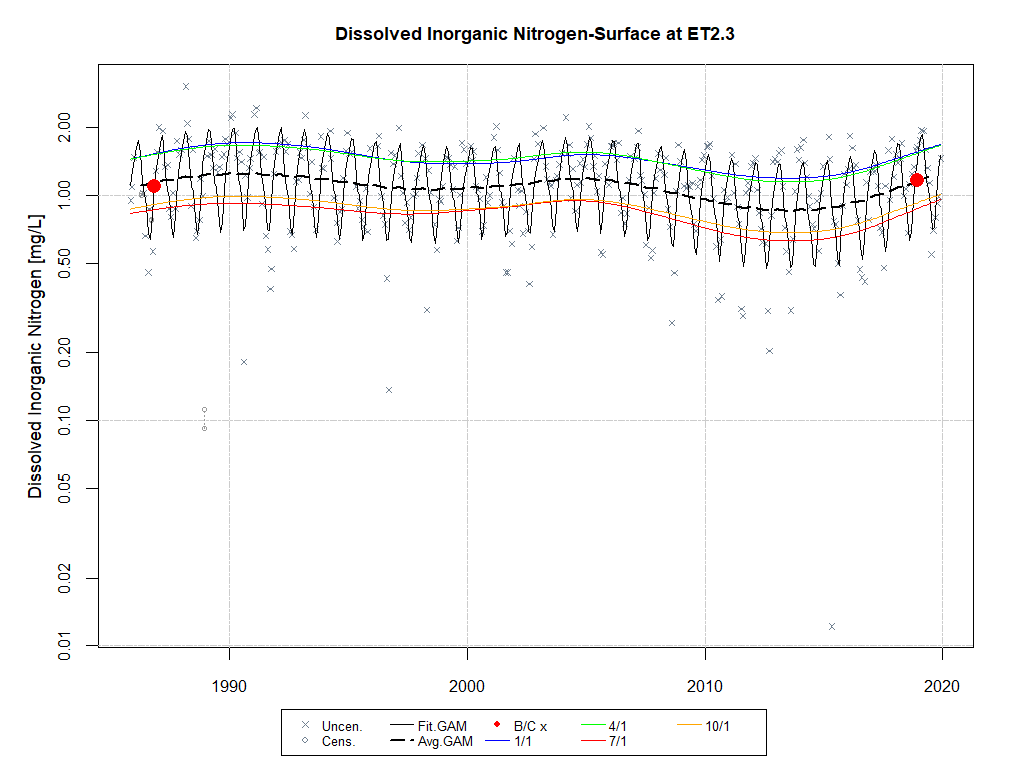 Dissolved Inorganic Nitrogen-Surface at ET2.3
Dissolved Inorganic Nitrogen [mg/L]
2.00
1.00
0.50
0.20
0.10
0.05
0.02
0.01
1990 2000 2010 2020
Uncen. Fit.GAM B/C x 4/1 10/1
Cens. Avg.GAM 1/1 7/1